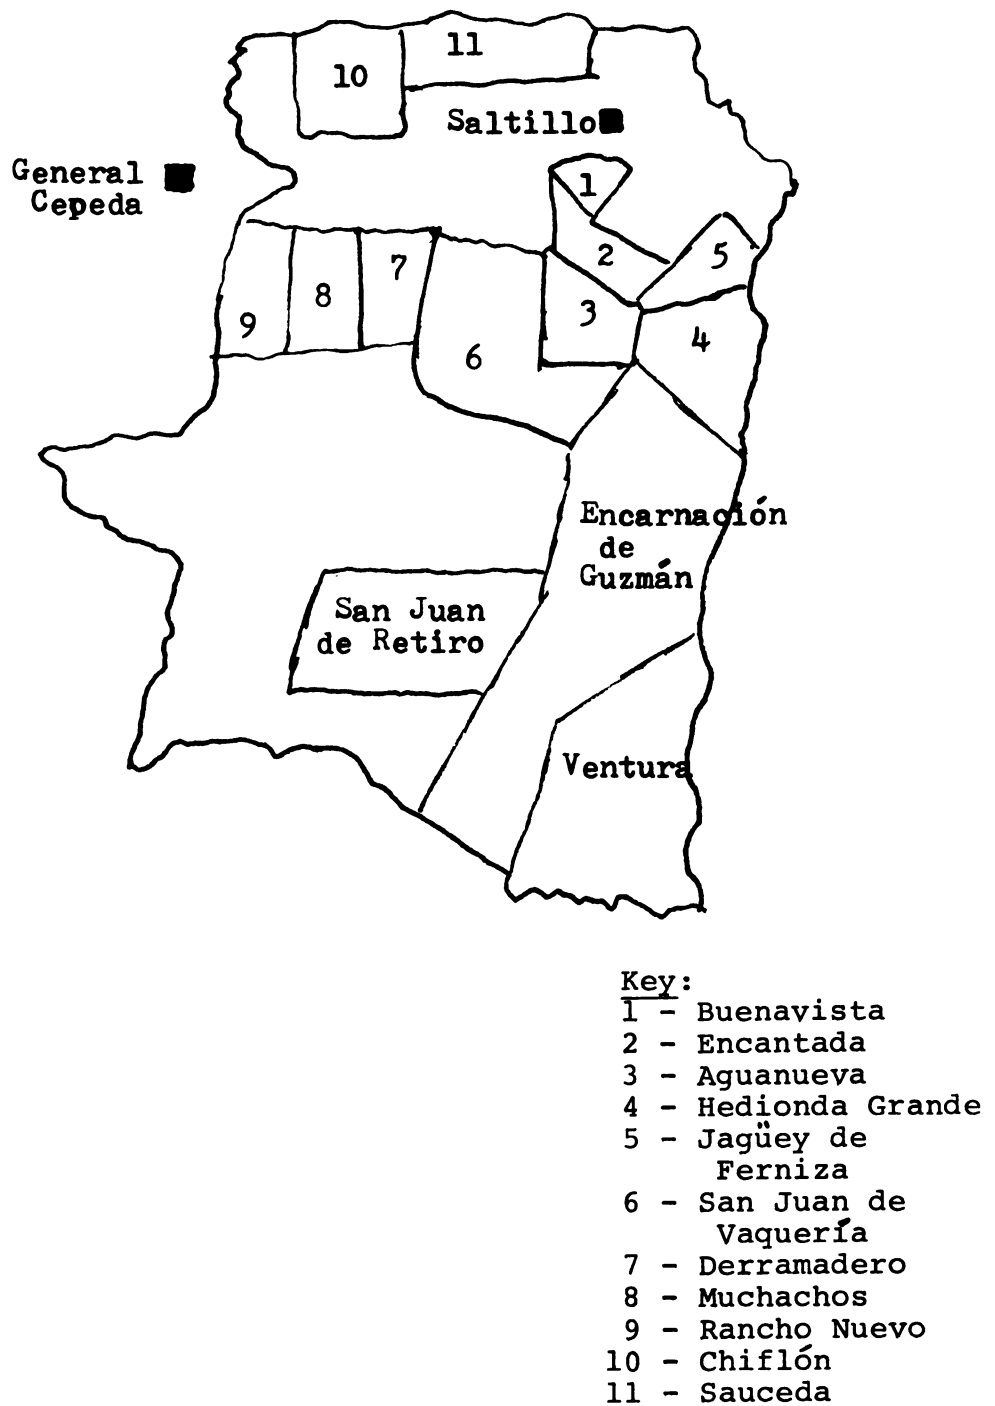 11
10
Saltillo
General
Cepeda
1
2
5
7
8
3
9
4
6
Encarnación
de
Guzmán
San Juan
de Retiro
Ventura
Key:
1 - Buenavista
2 - Encantada
3 - Aguanueva
4 - Hedionda Grande
5 - Jagüey de
Ferniza
6 - San Juan de
Vaquería
7 - Derramadero
8 - Muchachos
9 - Rancho Nuevo
10 - Chiflón
11 - Sauceda